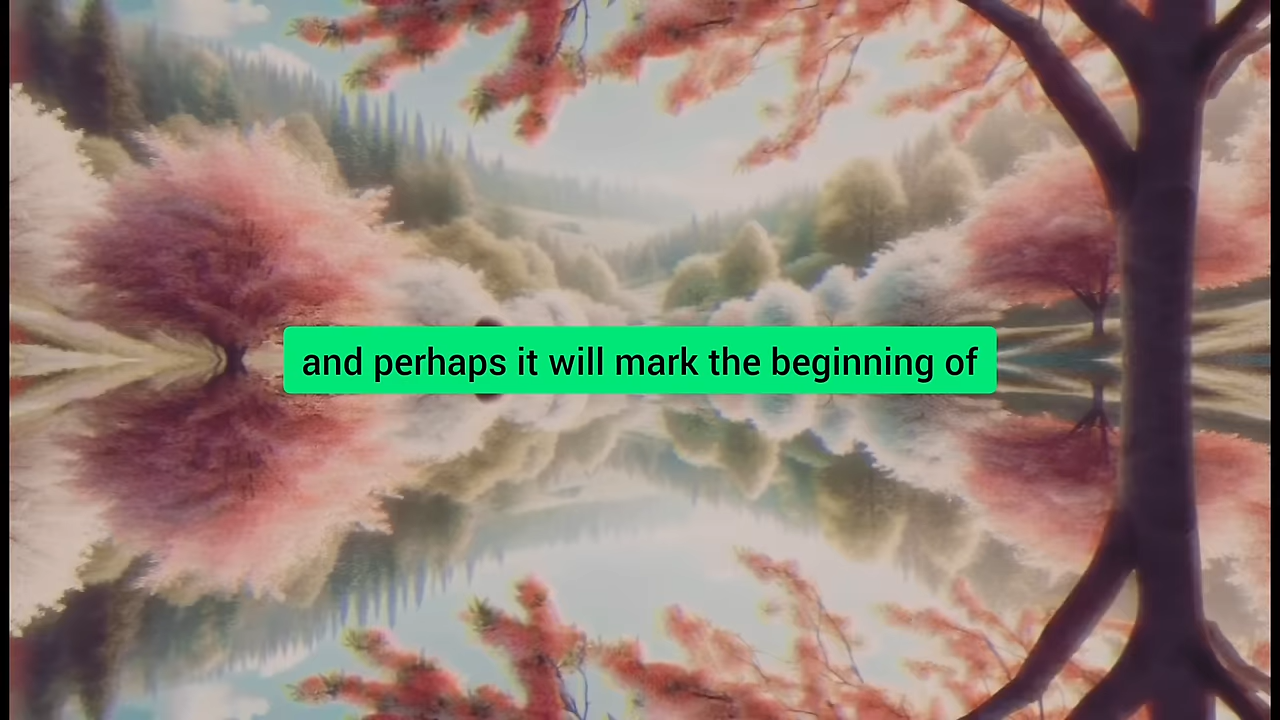 and perhaps it will mark the beginning of